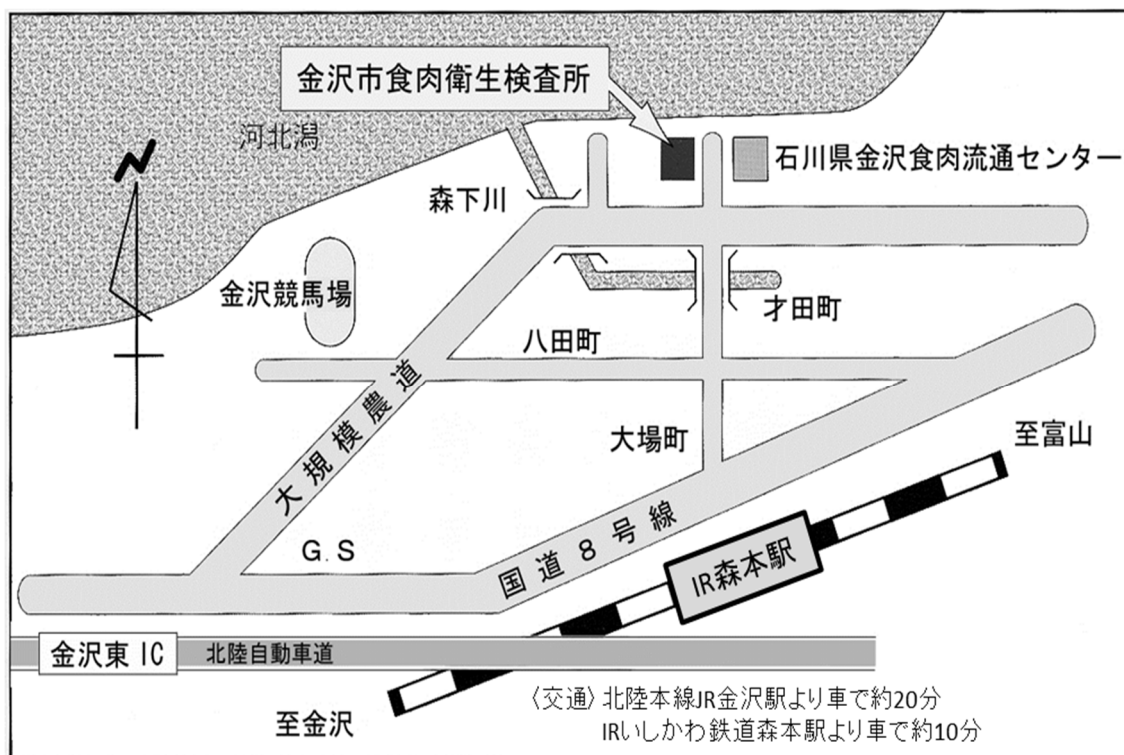 金沢市食肉衛生検査所
河北潟
石川県金沢食肉流通センター
森下川
金沢競馬場
才田町
八田町
大規模農道
大場町
至富山
G.S
国道8号線
IR森本駅
金沢東IC
北陸自動車道
至金沢
〈交通〉北陸本線JR金沢駅より車で約20分
IRいしかわ鉄道森本駅より車で約10分